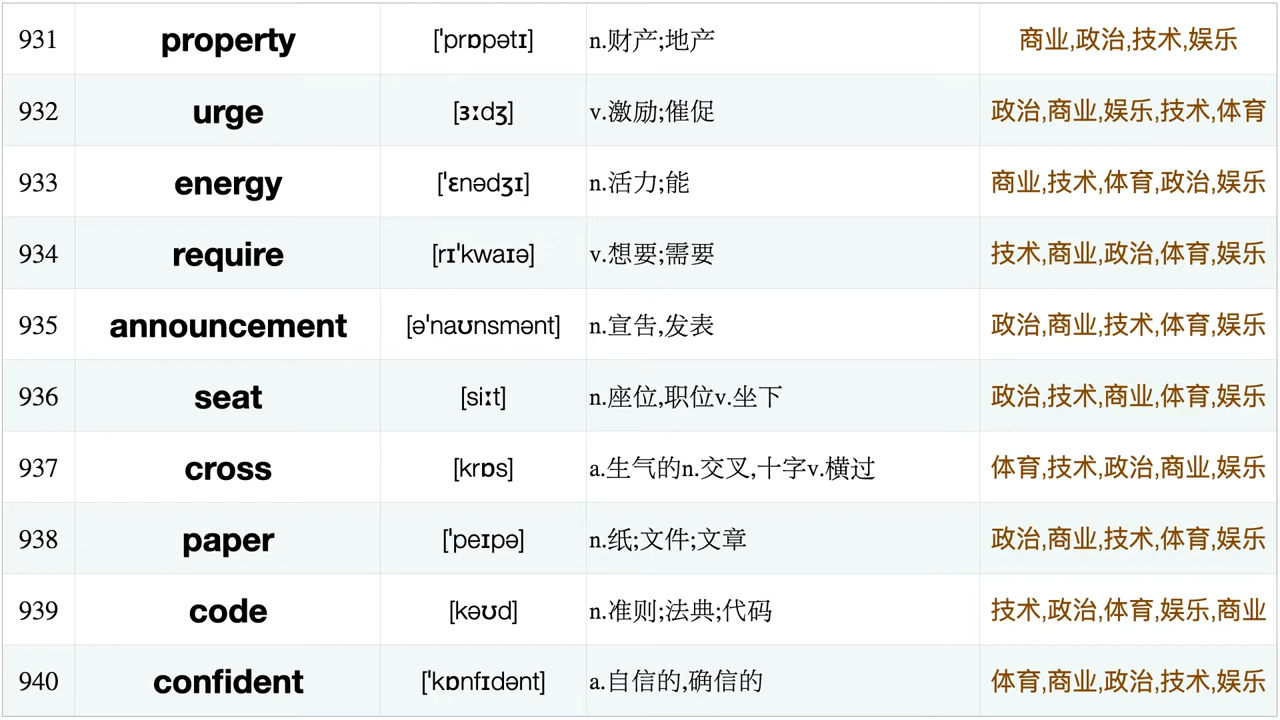 931 property [ˈprɒpətɪ] n.财产;地产 商业,政治,技术,娱乐
932 urge [ɜːdʒ] v.激励;催促 政治,商业,娱乐,技术,体育
933 energy [ˈɛnədʒɪ] n.活力;能 商业,技术,体育,政治,娱乐
934 require [rɪˈkwaɪə] v.想要;需要 技术,商业,政治,体育,娱乐
935 announcement [əˈnaʊnsmənt] n.宣告,发表 政治,商业,技术,体育,娱乐
936 seat [siːt] n.座位,职位v.坐下 政治,技术,商业,体育,娱乐
937 cross [krɒs] a.生气的n.交叉,十字v.横过 体育,技术,政治,商业,娱乐
938 paper [ˈpeɪpə] n.纸;文件;文章 政治,商业,技术,体育,娱乐
939 code [kəʊd] n.准则;法典;代码 技术,政治,体育,娱乐,商业
940 confident [ˈkɒnfɪdənt] a.自信的,确信的 体育,商业,政治,技术,娱乐